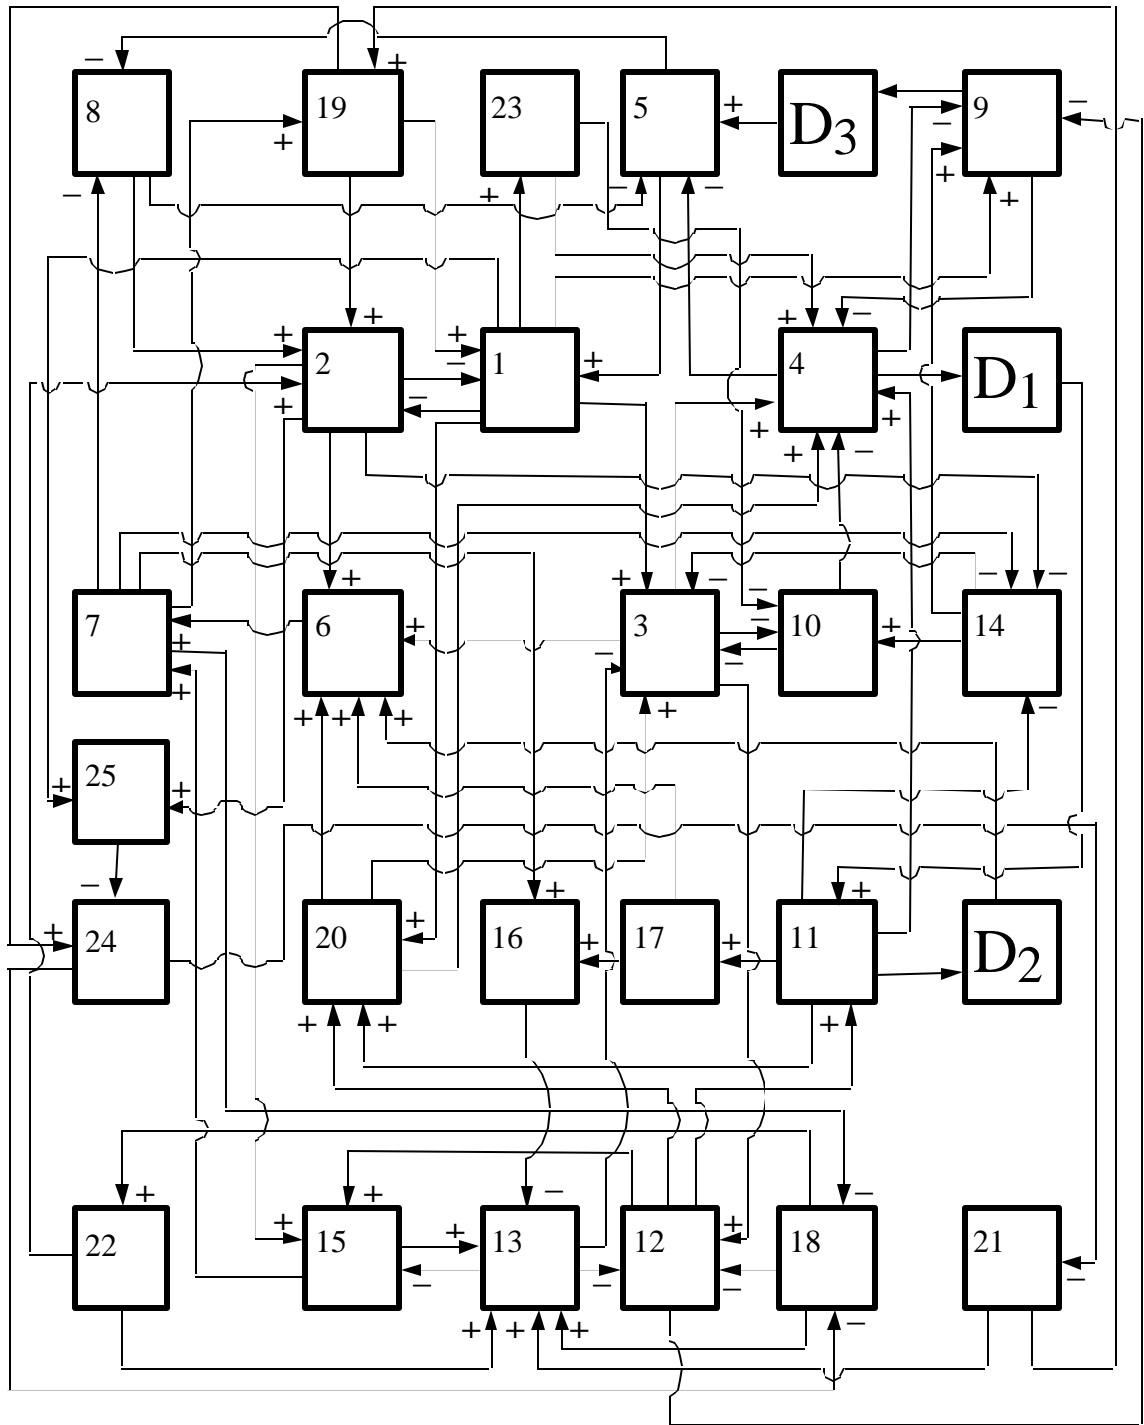 − +
8 19 23 5 + D3 9 −
+ −
− + − − + +
+ −
+ + + −
2 − 1 + 4 D1
+ − + +
+ −
+ + − − − −
7 6 + 3 − 10 + 14
+ − −
+ + + + + −
25 + +
− + +
+ 24 20 + 16 + 17 + 11 D2
+ + +
+ + − −
22 + 15 + 13 12 + 18 21
− − − −
+ + + −